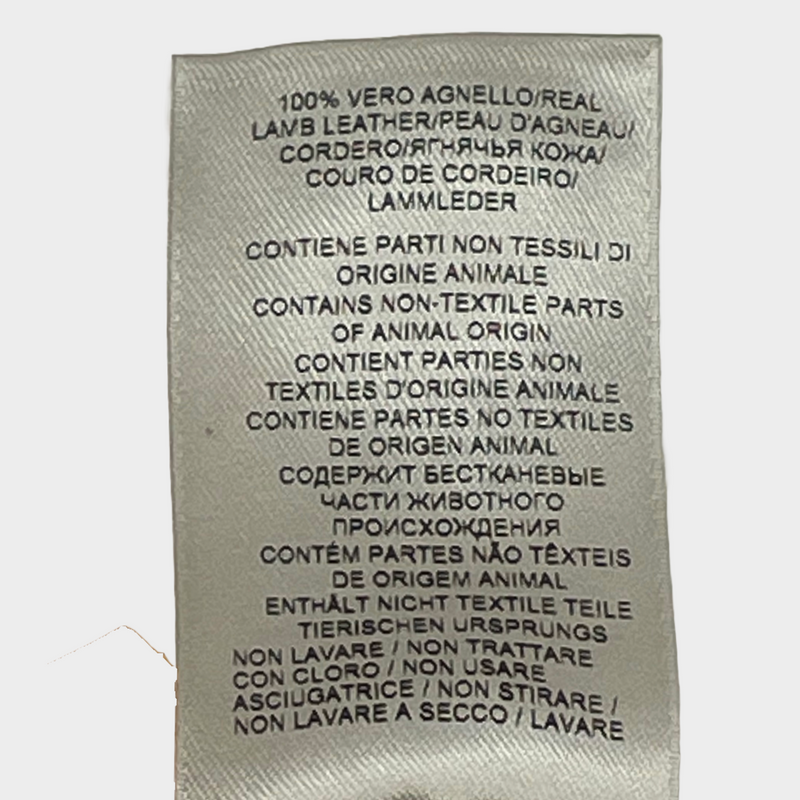 100% VERO AGNELLO/REAL
LAMB LEATHER/PEAU D'AGNEAU/
CORDERO/ЯГНЯЧЬЯ КОЖА/
COURO DE CORDEIRO/
LAMMLEDER
CONTIENE PARTI NON TESSILI DI
ORIGINE ANIMALE
CONTAINS NON-TEXTILE PARTS
OF ANIMAL ORIGIN
CONTIENT PARTIES NON
TEXTILES D'ORIGINE ANIMALE
CONTIENE PARTES NO TEXTILES
DE ORIGEN ANIMAL
СОДЕРЖИТ БЕСТКАНЕВЫЕ
ЧАСТИ ЖИВОТНОГО
ПРОИСХОЖДЕНИЯ
CONTÉM PARTES NÃO TÊXTEIS
DE ORIGEM ANIMAL
ENTHÄLT NICHT TEXTILE TEILE
TIERISCHEN URSPRUNGS
NON LAVARE / NON TRATTARE
CON CLORO / NON USARE
ASCIUGATRICE / NON STIRARE /
NON LAVARE A SECCO / LAVARE